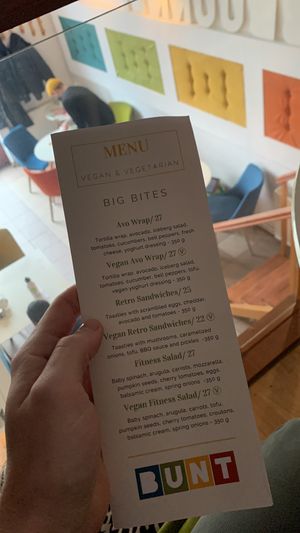 MENU
VEGAN & VEGETARIAN
BIG BITES
Avo Wrap/ 27
Tortilla wrap, avocado, iceberg salad,
tomatoes, cucumbers, bell peppers, fresh
cheese, yoghurt dressing - 350 g
Vegan Avo Wrap/ 27 V
Tortilla wrap, avocado, iceberg salad,
tomatoes, cucumber, bell peppers, tofu,
yogurt dressing - 350 g
Retro Sandwiches/ 25
Toasties with scrambled eggs, cheddar,
avocado and tomatoes - 350 g
Vegan Retro Sandwiches/ 22 V
Toasties with mushrooms, caramelized
onions, tofu, BBQ sauce and pickles - 350 g
Fitness Salad/ 27
Baby spinach, arugula, carrots, mozzarella
pumpkin seeds, cherry tomatoes, eggs,
balsamic cream, spring onions - 350 g
Vegan Fitness Salad/ 27 V
Baby spinach, arugula, carrots, tofu,
pumpkin seeds, cherry tomatoes, croutons,
balsamic cream, spring onions - 350 g
BUNT